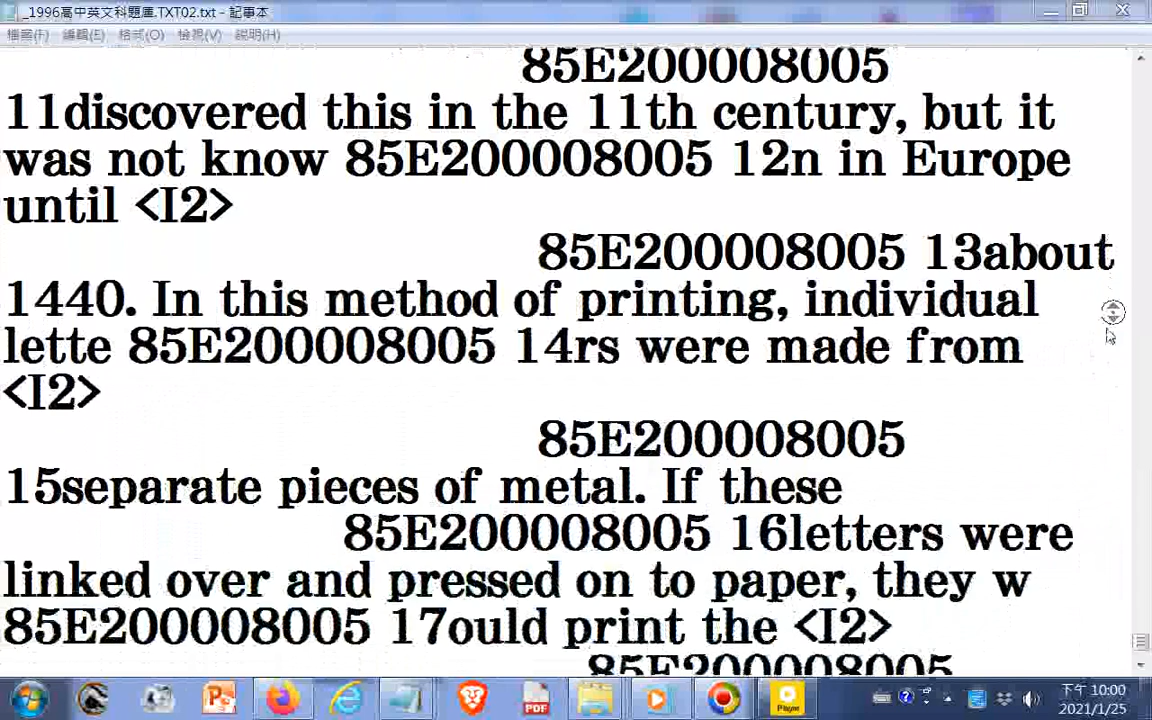 _1996高中英文科題庫.TXT02.txt - 記事本
檔案(F) 編輯(E) 格式(O) 檢視(V) 說明(H)
85E200008005
11discovered this in the 11th century, but it
was not know 85E200008005 12n in Europe
until <I2>
85E200008005 13about
1440. In this method of printing, individual
lette 85E200008005 14rs were made from
<I2>
85E200008005
15separate pieces of metal. If these
85E200008005 16letters were
linked over and pressed on to paper, they w
85E200008005 17ould print the <I2>
85E200008005
PDF
Player
下午 10:00
2021/1/25